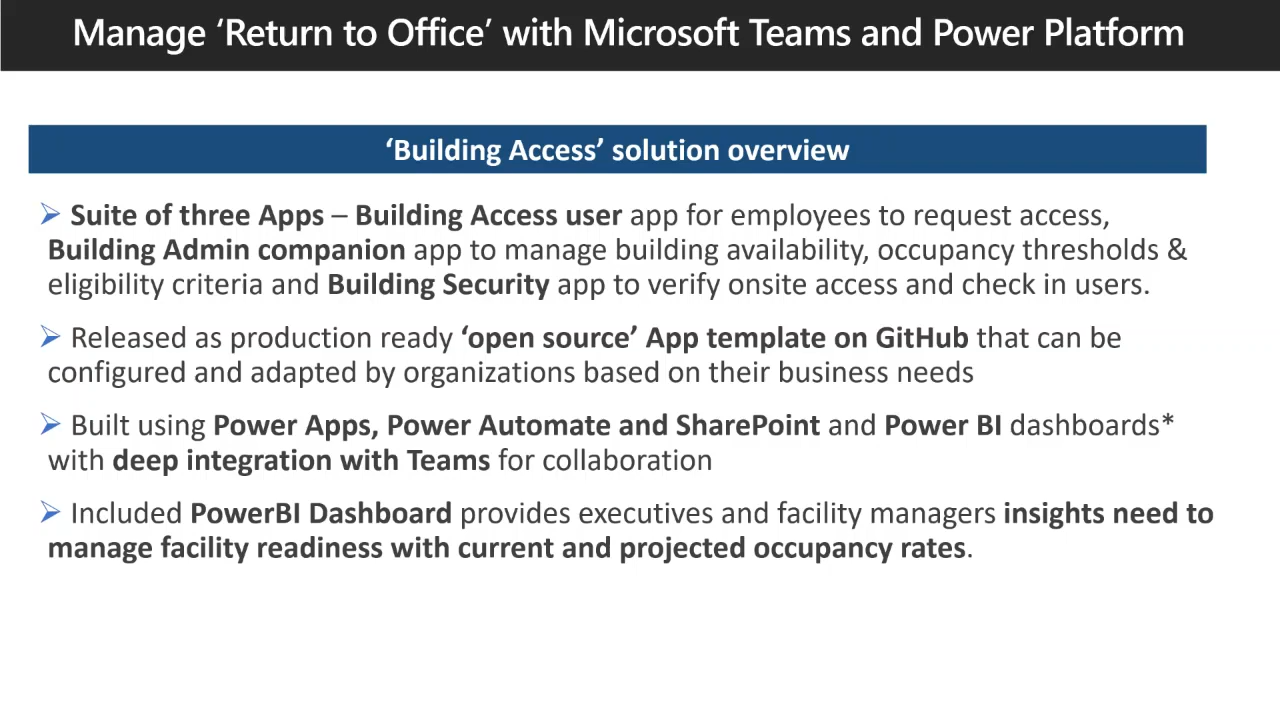 Manage ‘Return to Office’ with Microsoft Teams and Power Platform
‘Building Access’ solution overview
➢ Suite of three Apps – Building Access user app for employees to request access,
Building Admin companion app to manage building availability, occupancy thresholds &
eligibility criteria and Building Security app to verify onsite access and check in users.
➢ Released as production ready ‘open source’ App template on GitHub that can be
configured and adapted by organizations based on their business needs
➢ Built using Power Apps, Power Automate and SharePoint and Power BI dashboards*
with deep integration with Teams for collaboration
➢ Included PowerBI Dashboard provides executives and facility managers insights need to
manage facility readiness with current and projected occupancy rates.